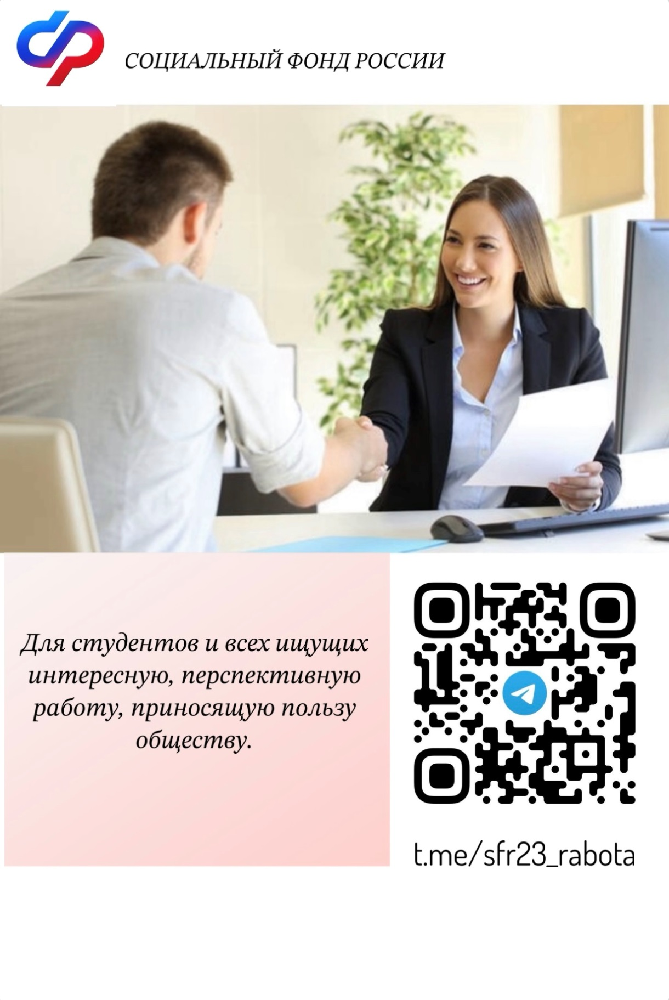 СОЦИАЛЬНЫЙ ФОНД РОССИИ
Для студентов и всех ищущих
интересную, перспективную
работу, приносящую пользу
обществу.
t.me/sfr23_rabota